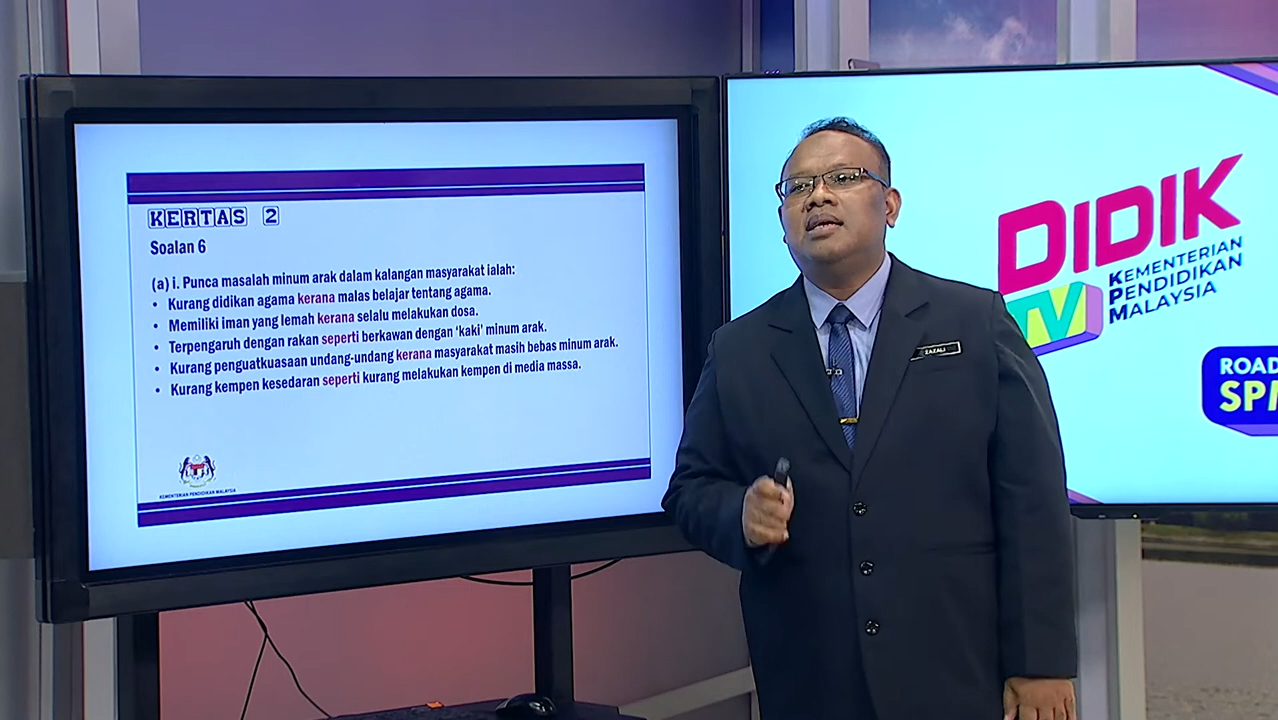 KERTAS 2
Soalan 6
(a) i. Punca masalah minum arak dalam kalangan masyarakat ialah:
• Kurang didikan agama kerana malas belajar tentang agama.
• Memiliki iman yang lemah kerana selalu melakukan dosa.
• Terpengaruh dengan rakan seperti berkawan dengan ‘kaki’ minum arak.
• Kurang penguatkuasaan undang-undang kerana masyarakat masih bebas minum arak.
• Kurang kempen kesedaran seperti kurang melakukan kempen di media massa.
KEMENTERIAN PENDIDIKAN MALAYSIA
ZAZALI
DIDIK
TV
KEMENTERIAN
PENDIDIKAN
MALAYSIA
ROAD
SPM